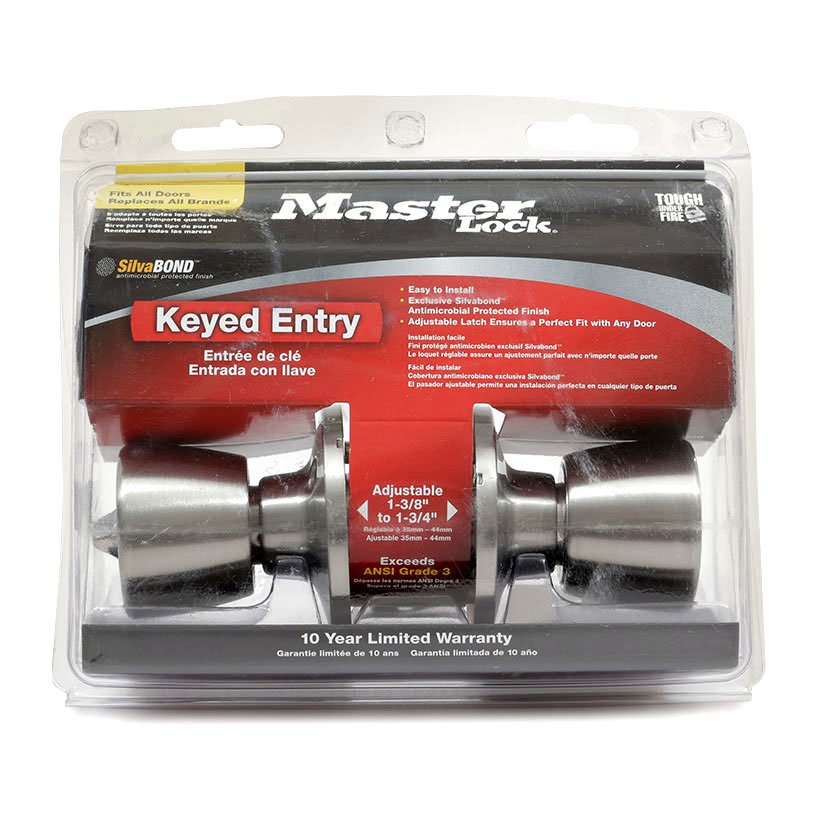 Fits All Doors
Replaces All Brands
S'adapte à toutes les portes
Remplace n'importe quelle marque
Sirve para todo tipo de puerta
Reemplaza todas las marcas
Master
Lock®
TOUGH
UNDER
FIRE
SilvaBOND™
antimicrobial protected finish
Keyed Entry
Entrée de clé
Entrada con llave
• Easy to Install
• Exclusive Silvabond™
Antimicrobial Protected Finish
• Adjustable Latch Ensures a Perfect Fit with Any Door
Installation facile
Fini protégé antimicrobien exclusif Silvabond™
Le loquet réglable assure un ajustement parfait avec n'importe quelle porte
Fácil de instalar
Cobertura antimicrobiano exclusiva Silvabond™
El pasador ajustable permite una instalación perfecta en cualquier tipo de puerta
Adjustable
1-3/8"
to 1-3/4"
Réglable à 35mm – 44mm
Ajustable 35mm – 44mm
Exceeds
ANSI Grade 3
Dépasse les normes ANSI Degré 3
Supera el grado 3 ANSI
10 Year Limited Warranty
Garantie limitée de 10 ans Garantía limitada de 10 año